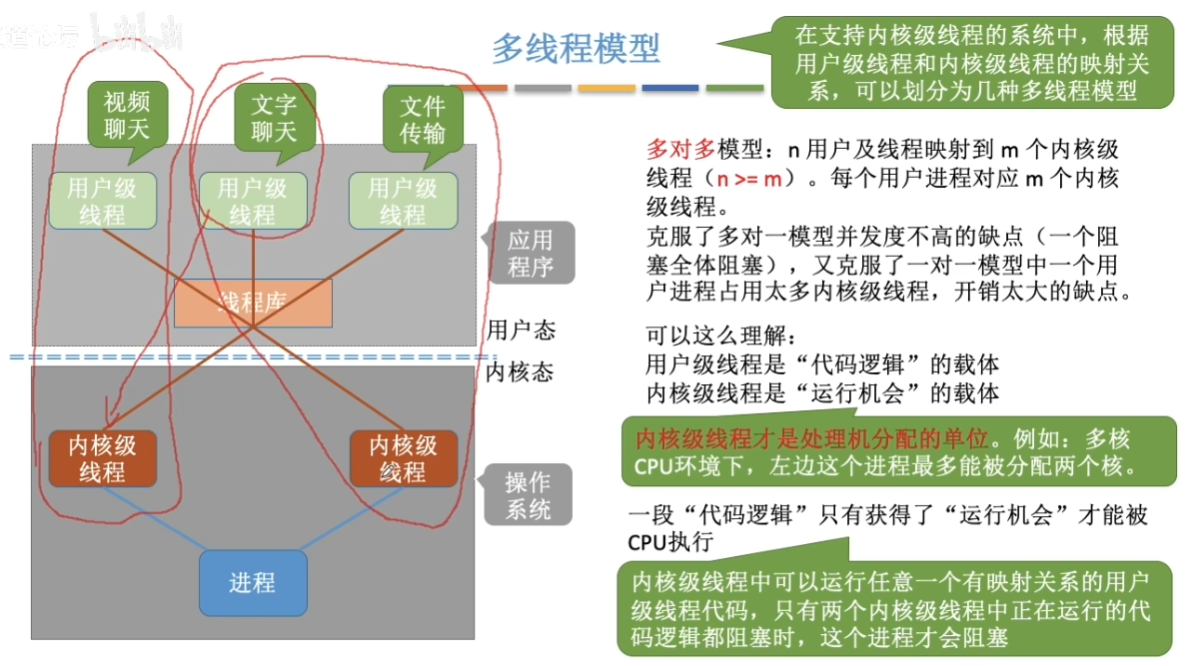 多线程模型
在支持内核级线程的系统中，根据
用户级线程和内核级线程的映射关
系，可以划分为几种多线程模型
视频
聊天
文字
聊天
文件
传输
用户级
线程
用户级
线程
用户级
线程
应用
程序
线程库
用户态
内核态
内核级
线程
内核级
线程
操作
系统
进程
多对多模型：n 用户及线程映射到 m 个内核级
线程（n >= m）。每个用户进程对应 m 个内核
级线程。
克服了多对一模型并发度不高的缺点（一个阻
塞全体阻塞），又克服了一对一模型中一个用
户进程占用太多内核级线程，开销太大的缺点。
可以这么理解：
用户级线程是“代码逻辑”的载体
内核级线程是“运行机会”的载体
内核级线程才是处理机分配的单位。例如：多核
CPU环境下，左边这个进程最多能被分配两个核。
一段“代码逻辑”只有获得了“运行机会”才能被
CPU执行
内核级线程中可以运行任意一个有映射关系的用户
级线程代码，只有两个内核级线程中正在运行的代
码逻辑都阻塞时，这个进程才会阻塞